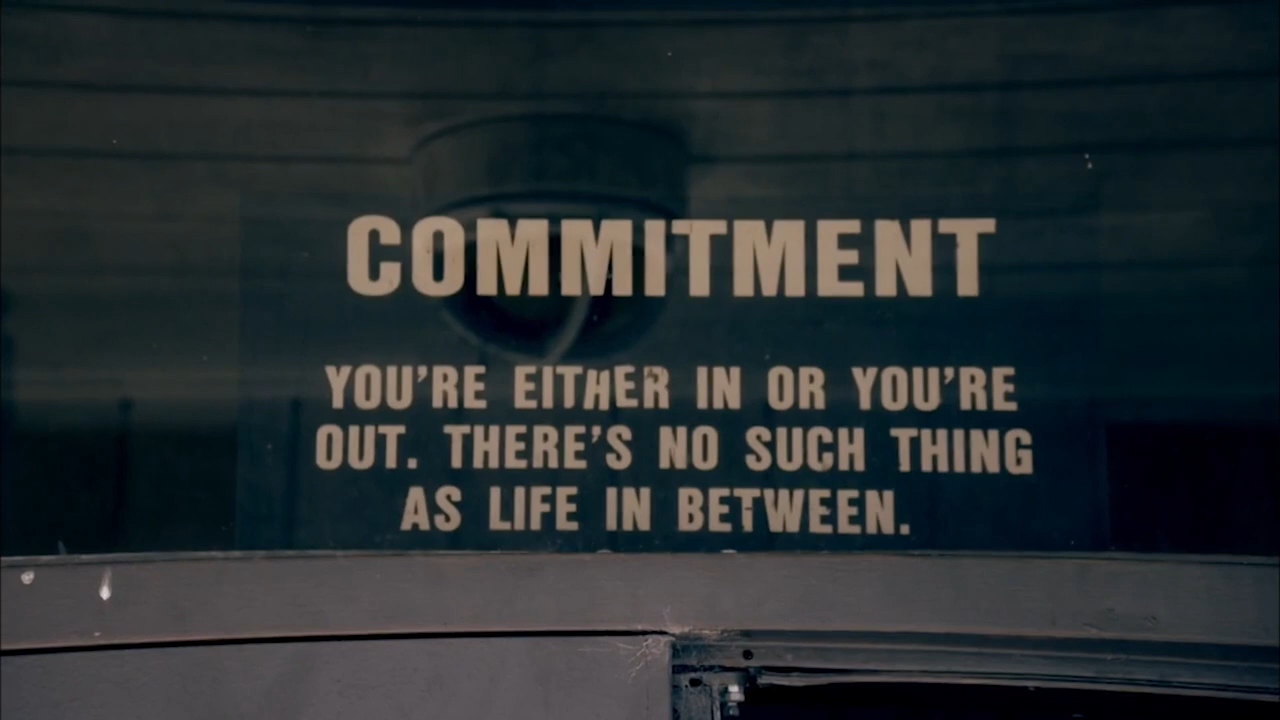 COMMITMENT
YOU'RE EITHER IN OR YOU'RE
OUT. THERE'S NO SUCH THING
AS LIFE IN BETWEEN.